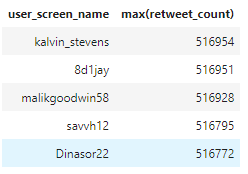 user_screen_name max(retweet_count)
kalvin_stevens 516954
8d1jay 516951
malikgoodwin58 516928
savvh12 516795
Dinasor22 516772